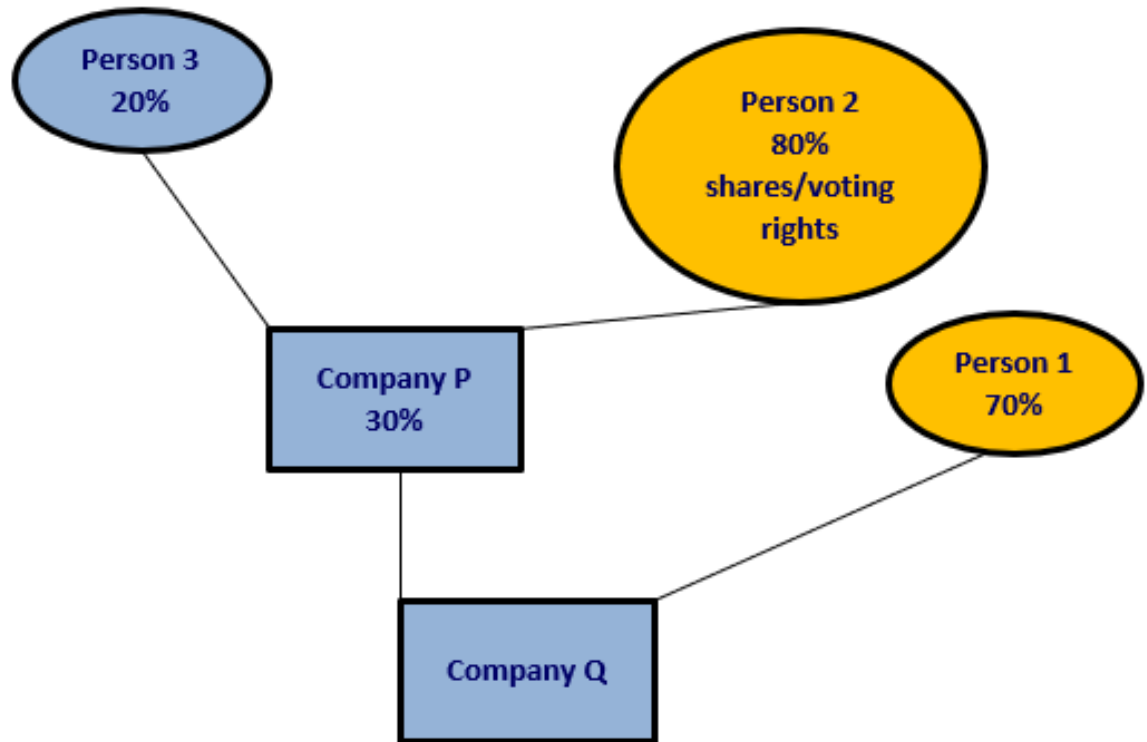 Person 3
20%
Person 2
80%
shares/voting
rights
Company P
30%
Person 1
70%
Company Q